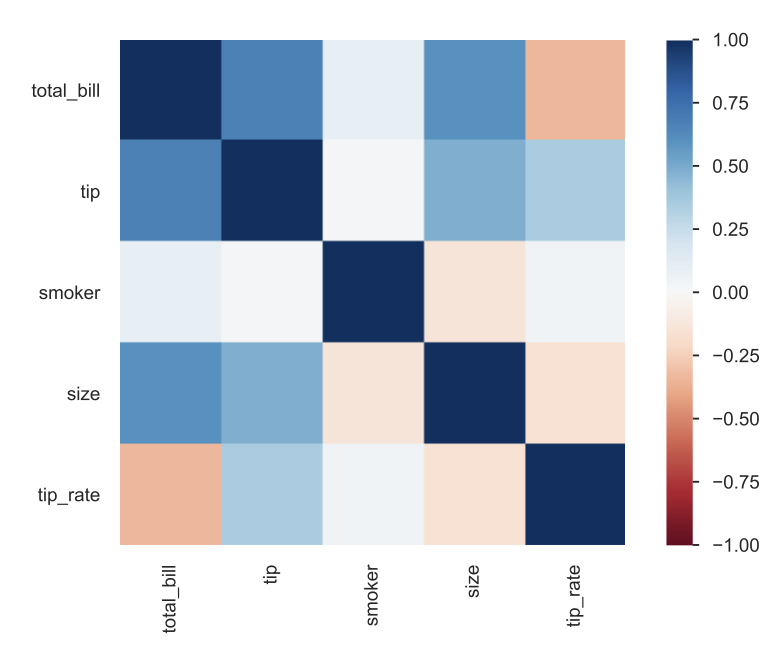 total_bill
tip
smoker
size
tip_rate
total_bill
tip
smoker
size
tip_rate
1.00
0.75
0.50
0.25
0.00
−0.25
−0.50
−0.75
−1.00